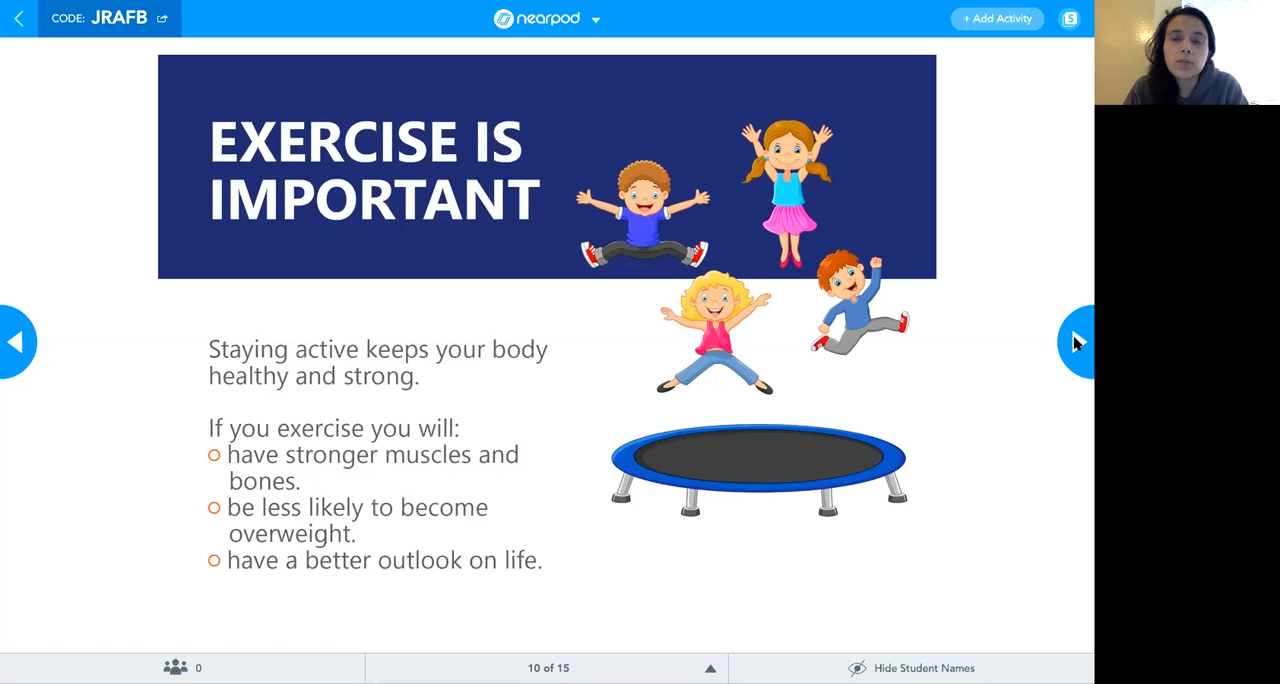 CODE: JRAFB
nearpod
+ Add Activity
S
EXERCISE IS
IMPORTANT
Staying active keeps your body
healthy and strong.
If you exercise you will:
have stronger muscles and
bones.
be less likely to become
overweight.
have a better outlook on life.
0
10 of 15
Hide Student Names